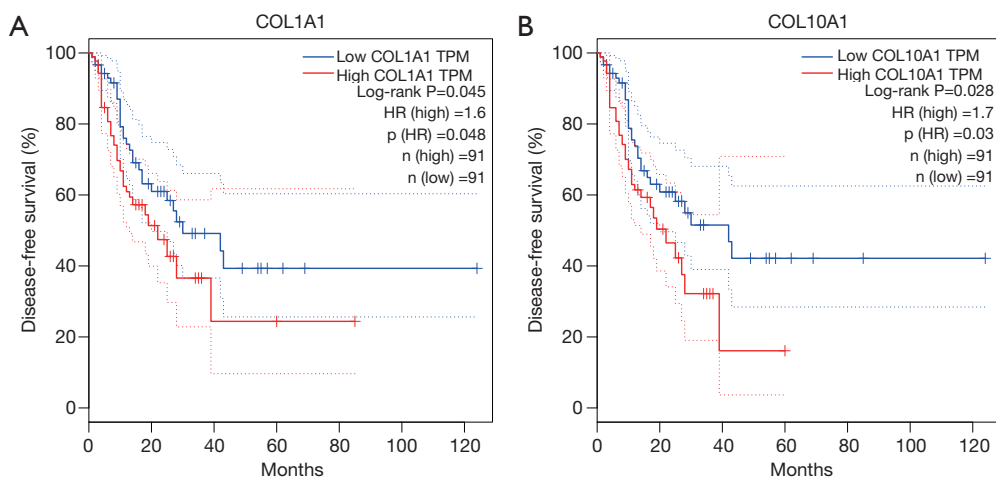 A
COL1A1
Low COL1A1 TPM
High COL1A1 TPM
Log-rank P=0.045
HR (high) =1.6
p (HR) =0.048
n (high) =91
n (low) =91
Disease-free survival (%)
100
80
60
40
20
0
0 20 40 60 80 100 120
Months
B
COL10A1
Low COL10A1 TPM
High COL10A1 TPM
Log-rank P=0.028
HR (high) =1.7
p (HR) =0.03
n (high) =91
n (low) =91
Disease-free survival (%)
100
80
60
40
20
0
0 20 40 60 80 100 120
Months